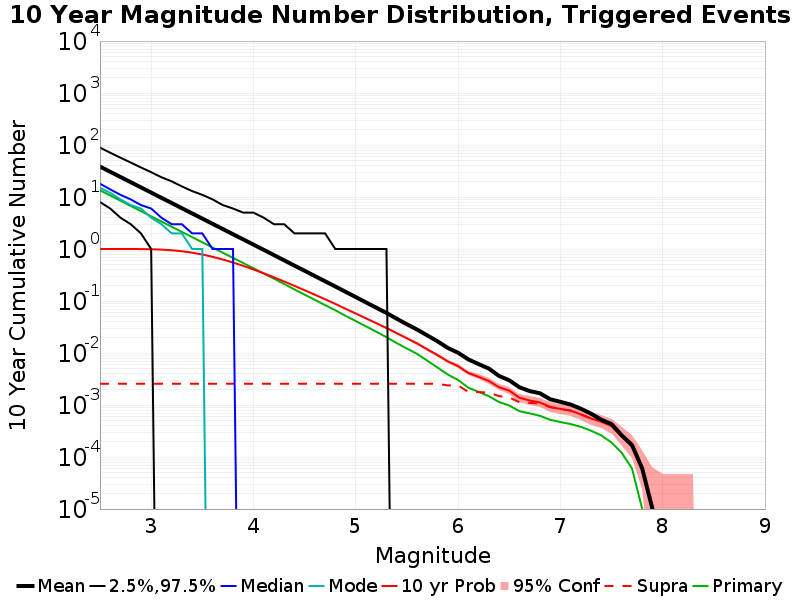 10 Year Magnitude Number Distribution, Triggered Events
10 Year Cumulative Number
10^4
10^3
10^2
10^1
10^0
10^-1
10^-2
10^-3
10^-4
10^-5
3 4 5 6 7 8 9
Magnitude
Mean 2.5%,97.5% Median Mode 10 yr Prob 95% Conf Supra Primary